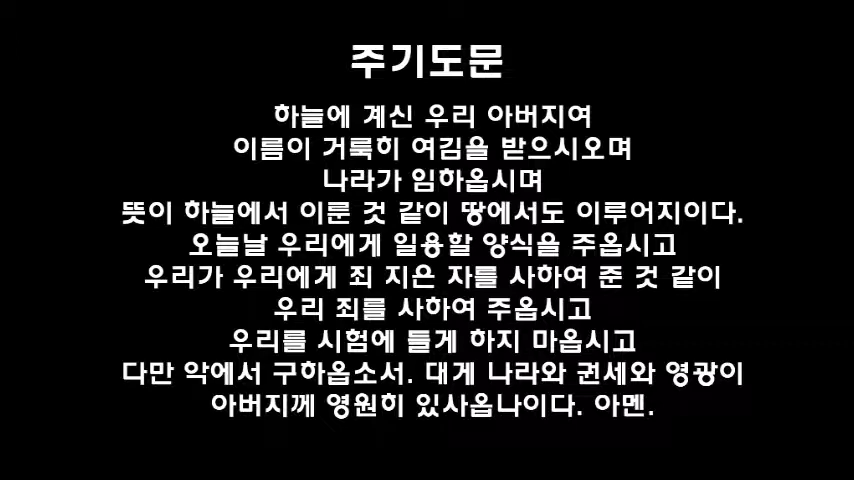 주기도문
하늘에 계신 우리 아버지여
이름이 거룩히 여김을 받으시오며
나라가 임하옵시며
뜻이 하늘에서 이룬 것 같이 땅에서도 이루어지이다.
오늘날 우리에게 일용할 양식을 주옵시고
우리가 우리에게 죄 지은 자를 사하여 준 것 같이
우리 죄를 사하여 주옵시고
우리를 시험에 들게 하지 마옵시고
다만 악에서 구하옵소서. 대게 나라와 권세와 영광이
아버지께 영원히 있사옵나이다. 아멘.